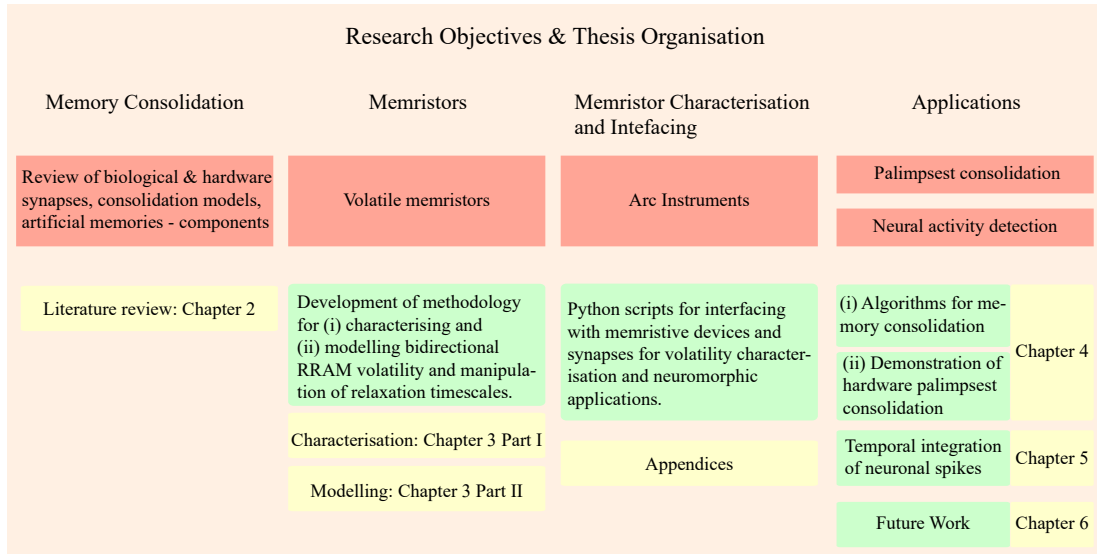 Research Objectives & Thesis Organisation
Memory Consolidation
Review of biological & hardware
synapses, consolidation models,
artificial memories - components
Literature review: Chapter 2
Memristors
Volatile memristors
Development of methodology
for (i) characterising and
(ii) modelling bidirectional
RRAM volatility and manipula-
tion of relaxation timescales.
Characterisation: Chapter 3 Part I
Modelling: Chapter 3 Part II
Memristor Characterisation
and Intefacing
Arc Instruments
Python scripts for interfacing
with memristive devices and
synapses for volatility character-
isation and neuromorphic
applications.
Appendices
Applications
Palimpsest consolidation
Neural activity detection
(i) Algorithms for me-
mory consolidation
(ii) Demonstration of
hardware palimpsest
consolidation
Chapter 4
Temporal integration
of neuronal spikes
Chapter 5
Future Work
Chapter 6